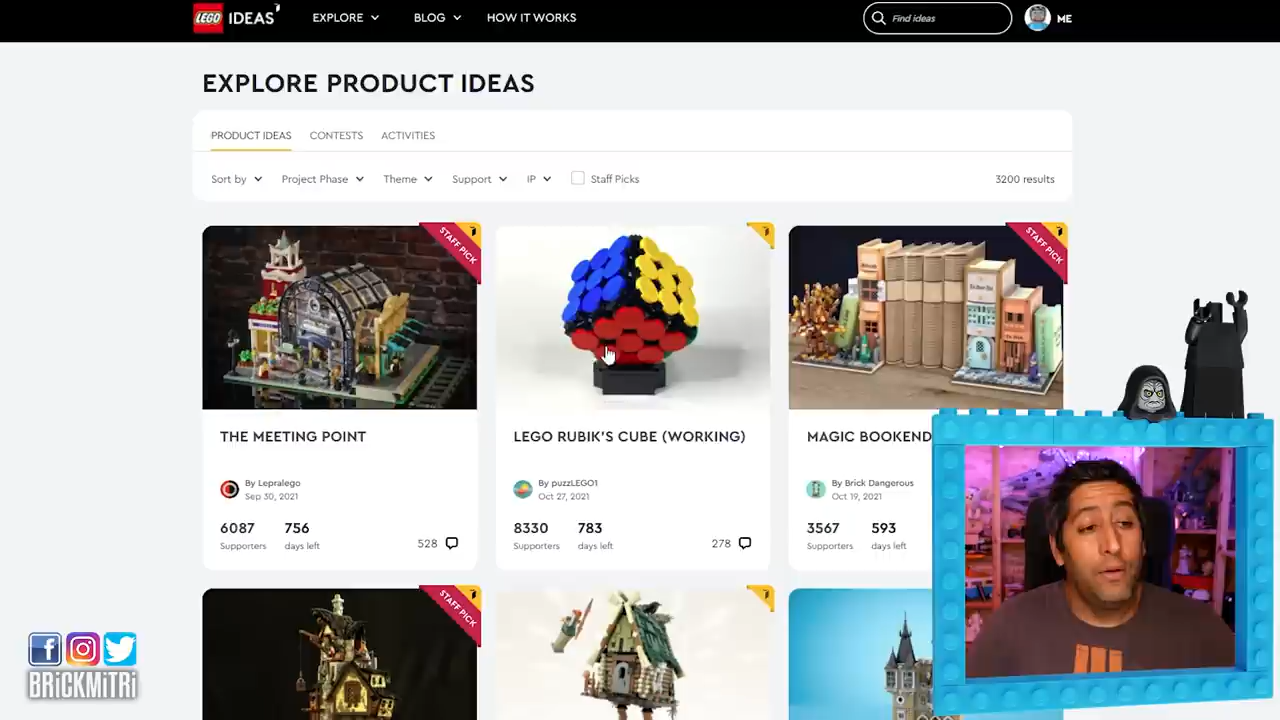 LEGO IDEAS
EXPLORE
BLOG
HOW IT WORKS
Find ideas
ME
EXPLORE PRODUCT IDEAS
PRODUCT IDEAS
CONTESTS
ACTIVITIES
Sort by
Project Phase
Theme
Support
IP
Staff Picks
3200 results
STAFF PICK
STAFF PICK
THE MEETING POINT
LEGO RUBIK'S CUBE (WORKING)
MAGIC BOOKEND
By Lepralego
Sep 30, 2021
By puzzLEGO1
Oct 27, 2021
By Brick Dangerous
Oct 19, 2021
6087
Supporters
756
days left
528
8330
Supporters
783
days left
278
3567
Supporters
593
days left
STAFF PICK
BRiCKMiTRi